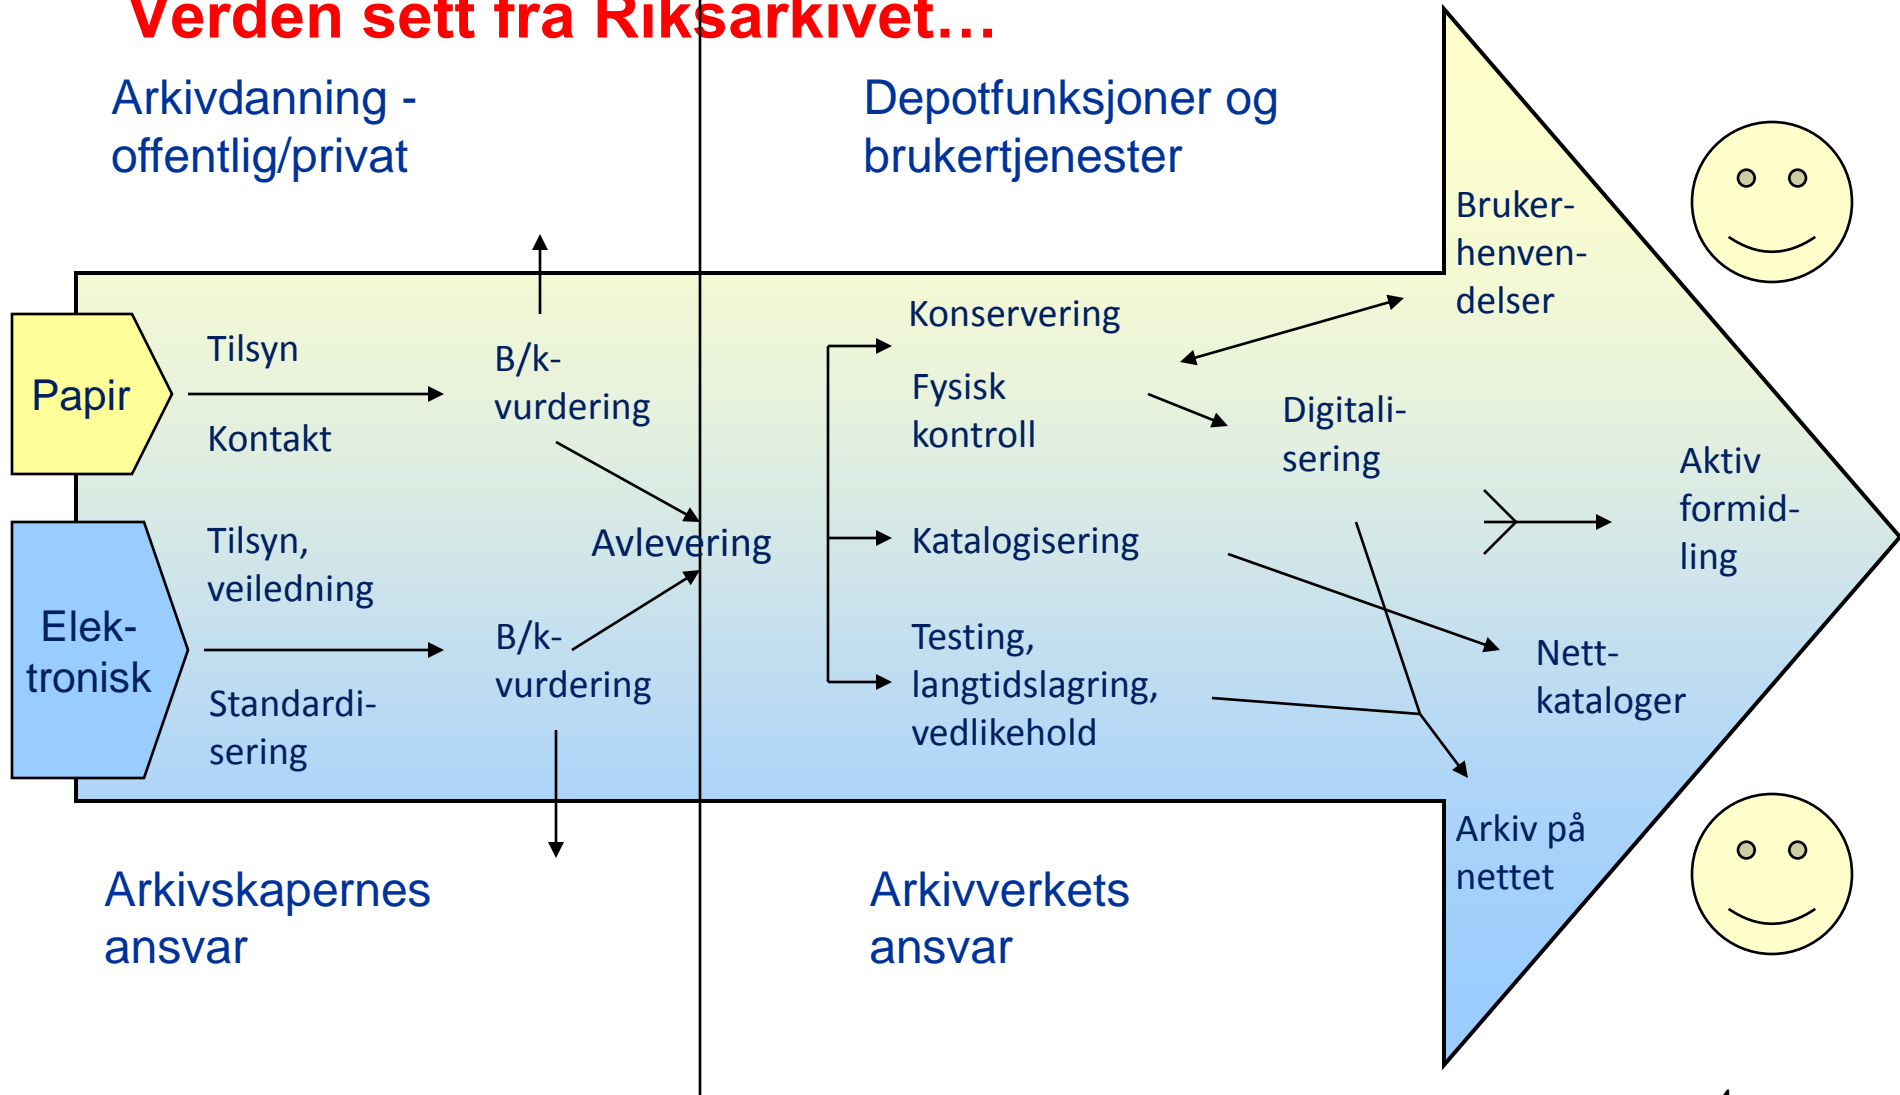 Verden sett fra Riksarkivet…
Arkivdanning -
offentlig/privat
Depotfunksjoner og
brukertjenester
Papir
Tilsyn
Kontakt
B/k-
vurdering
Elek-
tronisk
Tilsyn,
veiledning
Standardi-
sering
B/k-
vurdering
Avlevering
Konservering
Fysisk
kontroll
Katalogisering
Testing,
langtidslagring,
vedlikehold
Digitali-
sering
Bruker-
henven-
delser
Aktiv
formid-
ling
Nett-
kataloger
Arkiv på
nettet
Arkivskapernes
ansvar
Arkivverkets
ansvar